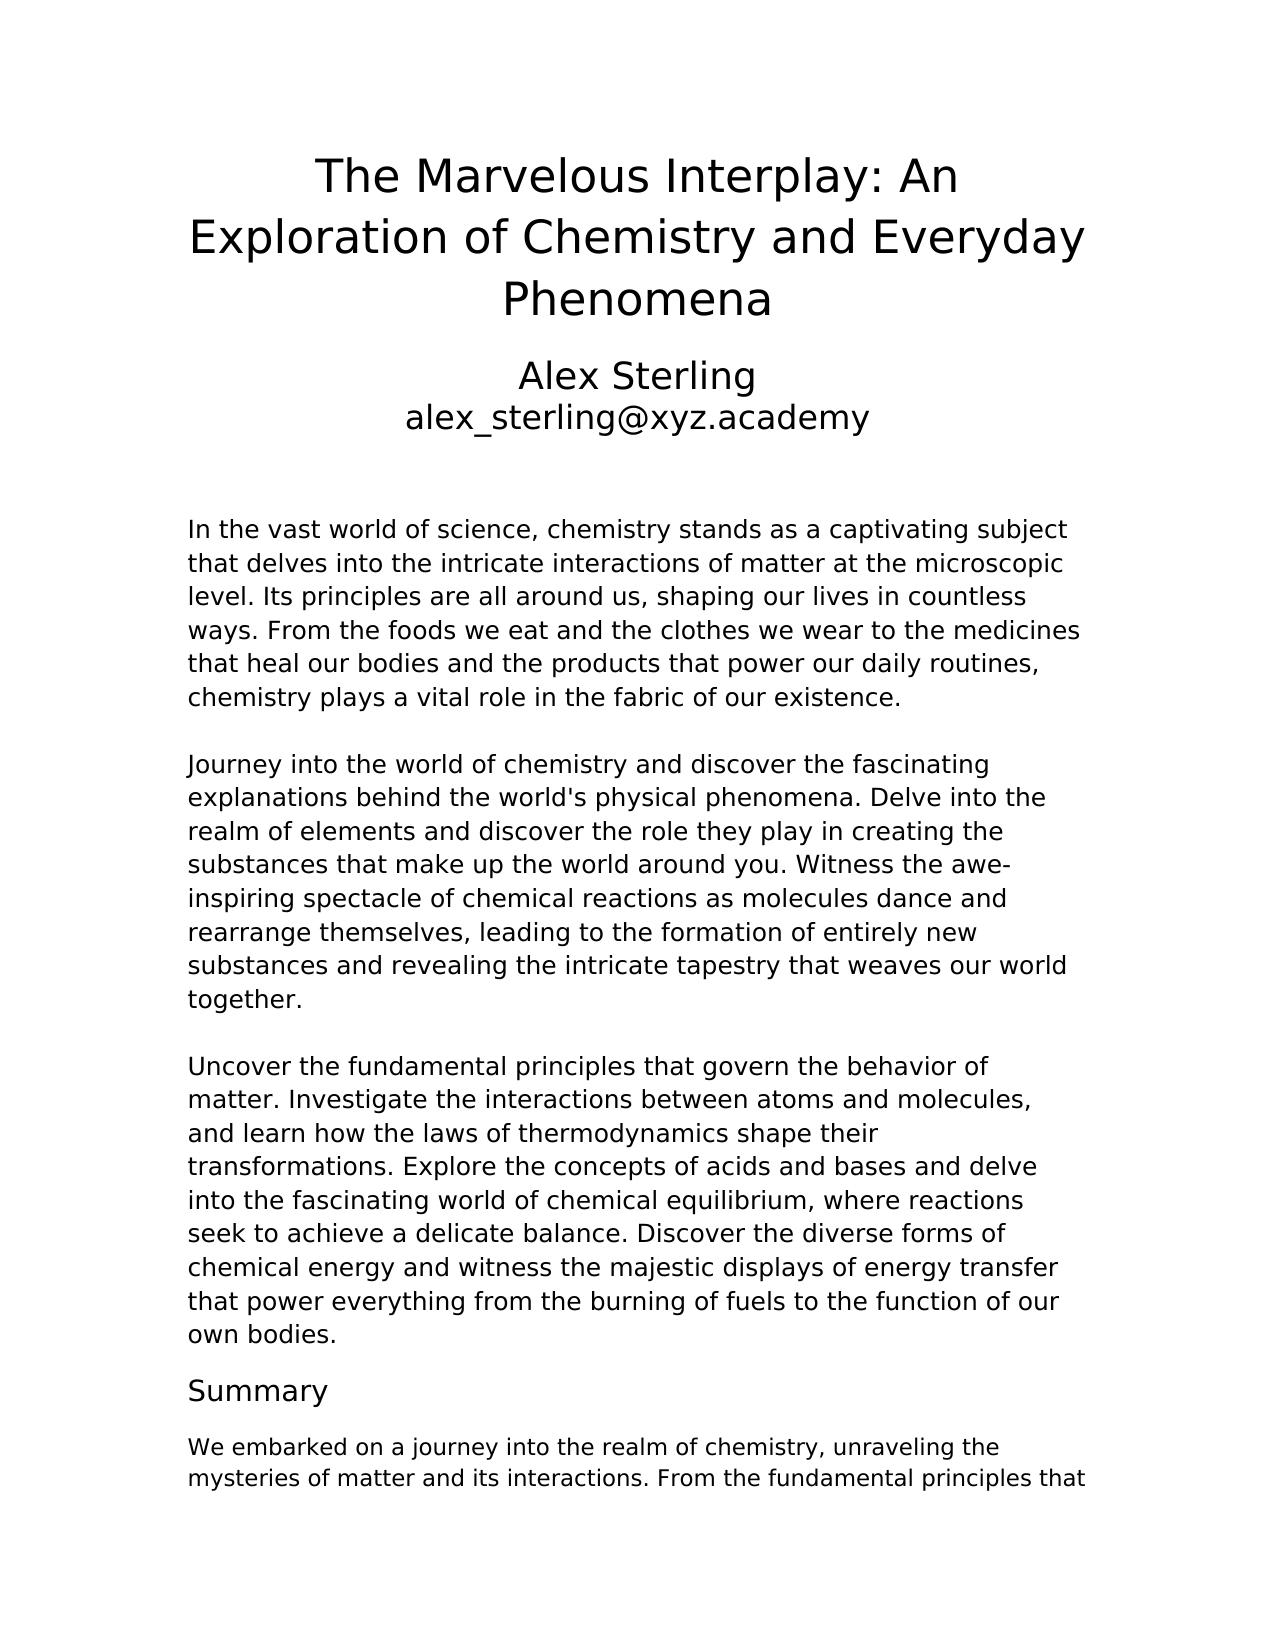 The Marvelous Interplay: An
Exploration of Chemistry and Everyday
Phenomena
Alex Sterling
alex_sterling@xyz.academy
In the vast world of science, chemistry stands as a captivating subject
that delves into the intricate interactions of matter at the microscopic
level. Its principles are all around us, shaping our lives in countless
ways. From the foods we eat and the clothes we wear to the medicines
that heal our bodies and the products that power our daily routines,
chemistry plays a vital role in the fabric of our existence.
Journey into the world of chemistry and discover the fascinating
explanations behind the world's physical phenomena. Delve into the
realm of elements and discover the role they play in creating the
substances that make up the world around you. Witness the awe-
inspiring spectacle of chemical reactions as molecules dance and
rearrange themselves, leading to the formation of entirely new
substances and revealing the intricate tapestry that weaves our world
together.
Uncover the fundamental principles that govern the behavior of
matter. Investigate the interactions between atoms and molecules,
and learn how the laws of thermodynamics shape their
transformations. Explore the concepts of acids and bases and delve
into the fascinating world of chemical equilibrium, where reactions
seek to achieve a delicate balance. Discover the diverse forms of
chemical energy and witness the majestic displays of energy transfer
that power everything from the burning of fuels to the function of our
own bodies.
Summary
We embarked on a journey into the realm of chemistry, unraveling the
mysteries of matter and its interactions. From the fundamental principles that